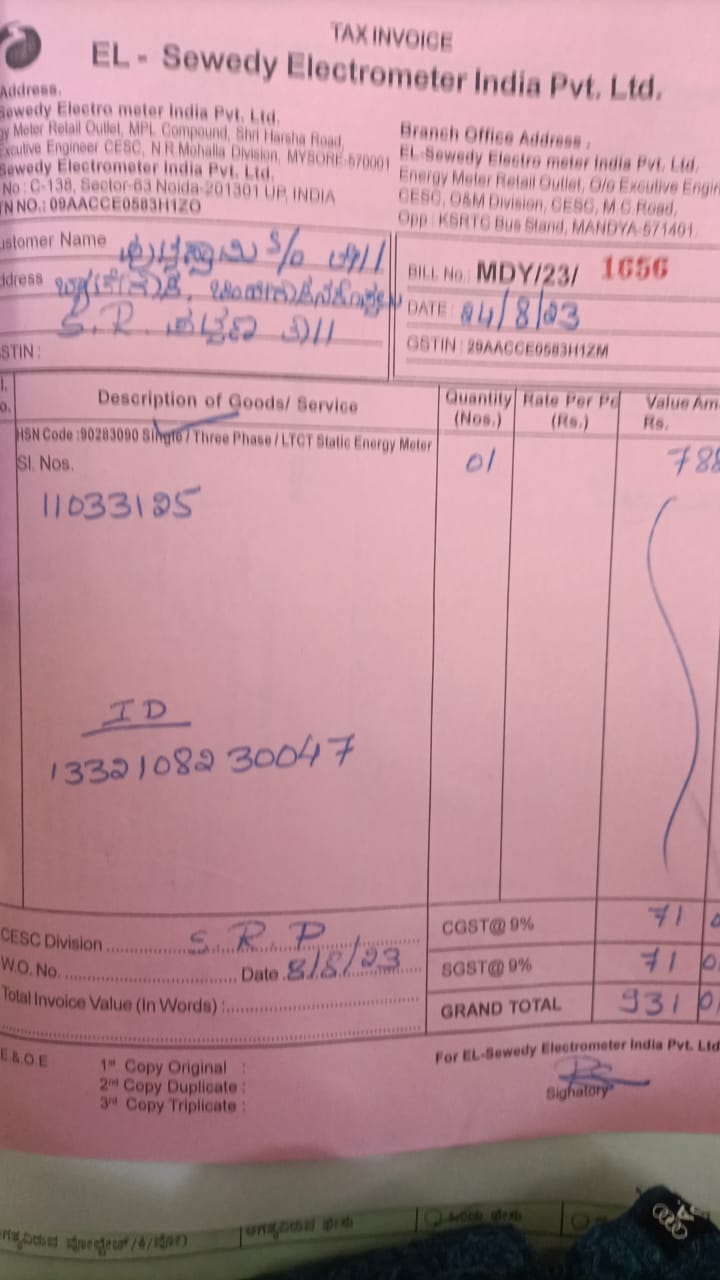 TAX INVOICE
EL - Sewedy Electrometer India Pvt. Ltd.
Address.
Sewedy Electro meter India Pvt. Ltd.
gy Meter Retail Outlet, MPL Compound, Shri Harsha Road,
Excutive Engineer CESC, N.R.Mohalla Division, MYSORE-570001
Sewedy Electrometer India Pvt. Ltd.
No : C-138, Sector-63 Noida-201301 UP, INDIA
TN NO.: 09AACCE0583H1ZO
Branch Office Address :
EL-Sewedy Electro meter India Pvt. Ltd.
Energy Meter Retail Outlet, O/o Excutive Engin
CESC, O&M Division, CESC, M.C.Road,
Opp : KSRTC Bus Stand, MANDYA-571401.
ustomer Name S/o
ddress
S. R.
STIN :
BILL No.: MDY/23/ 1656
DATE : 24/8/23
GSTIN : 29AACCE0583H1ZM
Description of Goods/ Service
Quantity (Nos.)
Rate Per Pc (Rs.)
Value Am Rs.
HSN Code :90283090 Single / Three Phase / LTCT Static Energy Meter
Sl. Nos.
01
788
11033125
ID
1332108230047
CESC Division S. R. P
CGST@ 9% 71
W.O. No. Date 8/8/23
SGST@ 9% 71
Total Invoice Value (In Words) :
GRAND TOTAL 931
E.& O.E
For EL-Sewedy Electrometer India Pvt. Ltd
1st Copy Original :
2nd Copy Duplicate :
3rd Copy Triplicate :
Sighatory